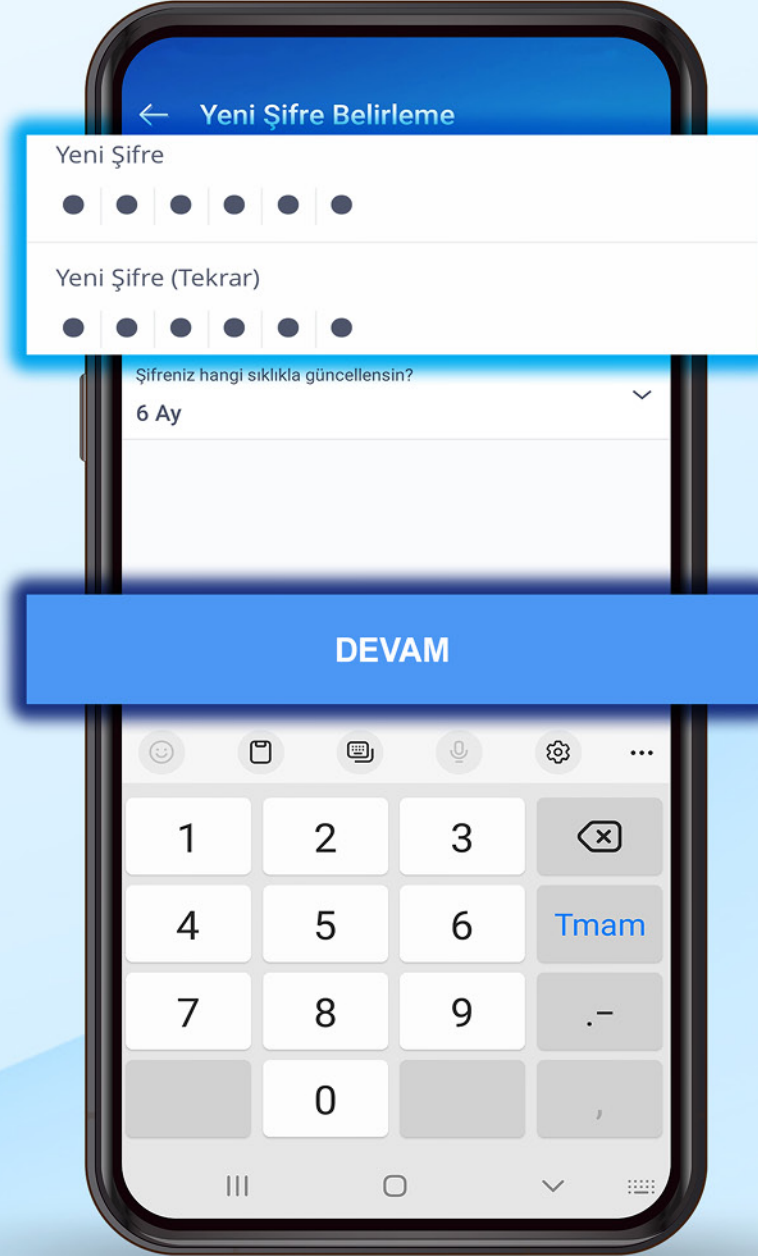 Yeni Şifre Belirleme
Yeni Şifre
Yeni Şifre (Tekrar)
Şifreniz hangi sıklıkla güncellensin?
6 Ay
DEVAM
1 2 3
4 5 6 Tmam
7 8 9 .-
0 ,